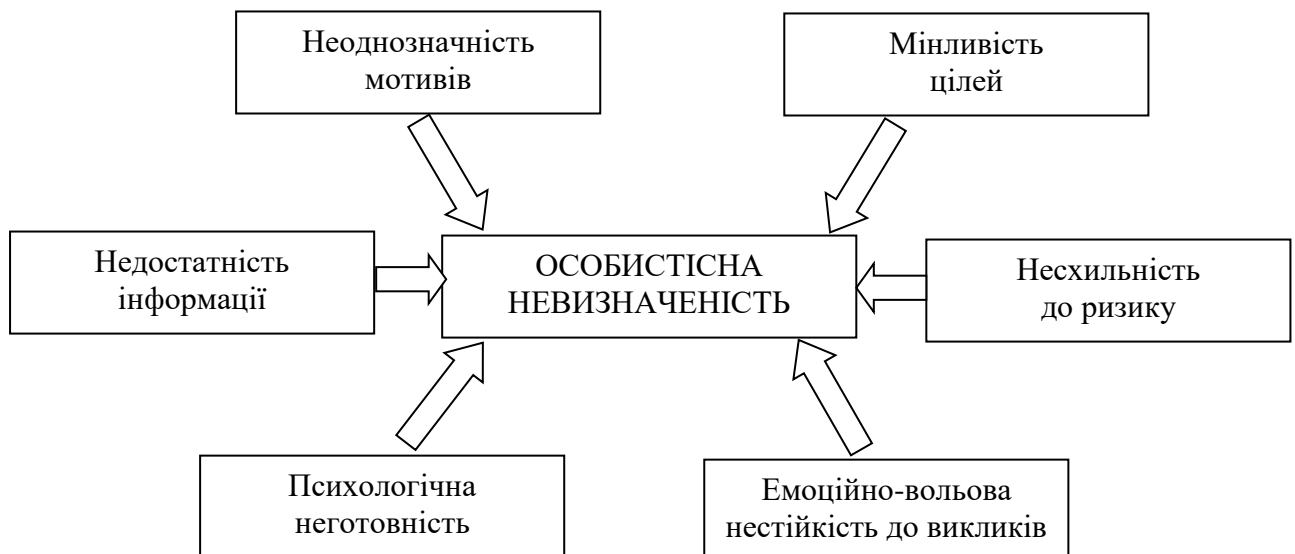 Неоднозначність
мотивів
Мінливість
цілей
Недостатність
інформації
ОСОБИСТІСНА
НЕВИЗНАЧЕНІСТЬ
Несхильність
до ризику
Психологічна
неготовність
Емоційно-вольова
нестійкість до викликів